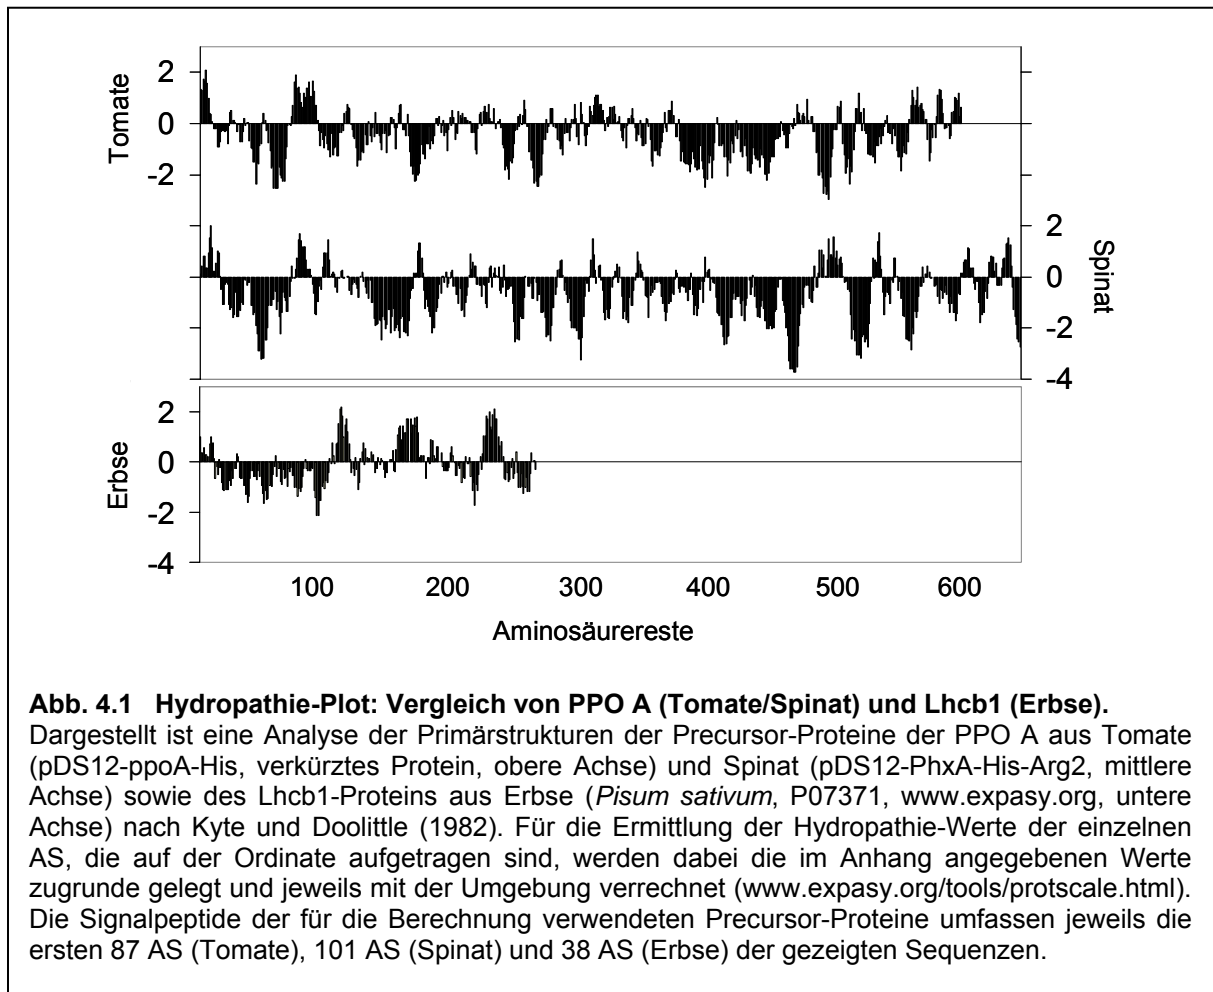 Tomate
2
0
-2
Spinat
2
0
-2
-4
Erbse
2
0
-2
-4
100 200 300 400 500 600
Aminosäurereste
Abb. 4.1 Hydropathie-Plot: Vergleich von PPO A (Tomate/Spinat) und Lhcb1 (Erbse).
Dargestellt ist eine Analyse der Primärstrukturen der Precursor-Proteine der PPO A aus Tomate
(pDS12-ppoA-His, verkürztes Protein, obere Achse) und Spinat (pDS12-PhxA-His-Arg2, mittlere
Achse) sowie des Lhcb1-Proteins aus Erbse (Pisum sativum, P07371, www.expasy.org, untere
Achse) nach Kyte und Doolittle (1982). Für die Ermittlung der Hydropathie-Werte der einzelnen
AS, die auf der Ordinate aufgetragen sind, werden dabei die im Anhang angegebenen Werte
zugrunde gelegt und jeweils mit der Umgebung verrechnet (www.expasy.org/tools/protscale.html).
Die Signalpeptide der für die Berechnung verwendeten Precursor-Proteine umfassen jeweils die
ersten 87 AS (Tomate), 101 AS (Spinat) und 38 AS (Erbse) der gezeigten Sequenzen.